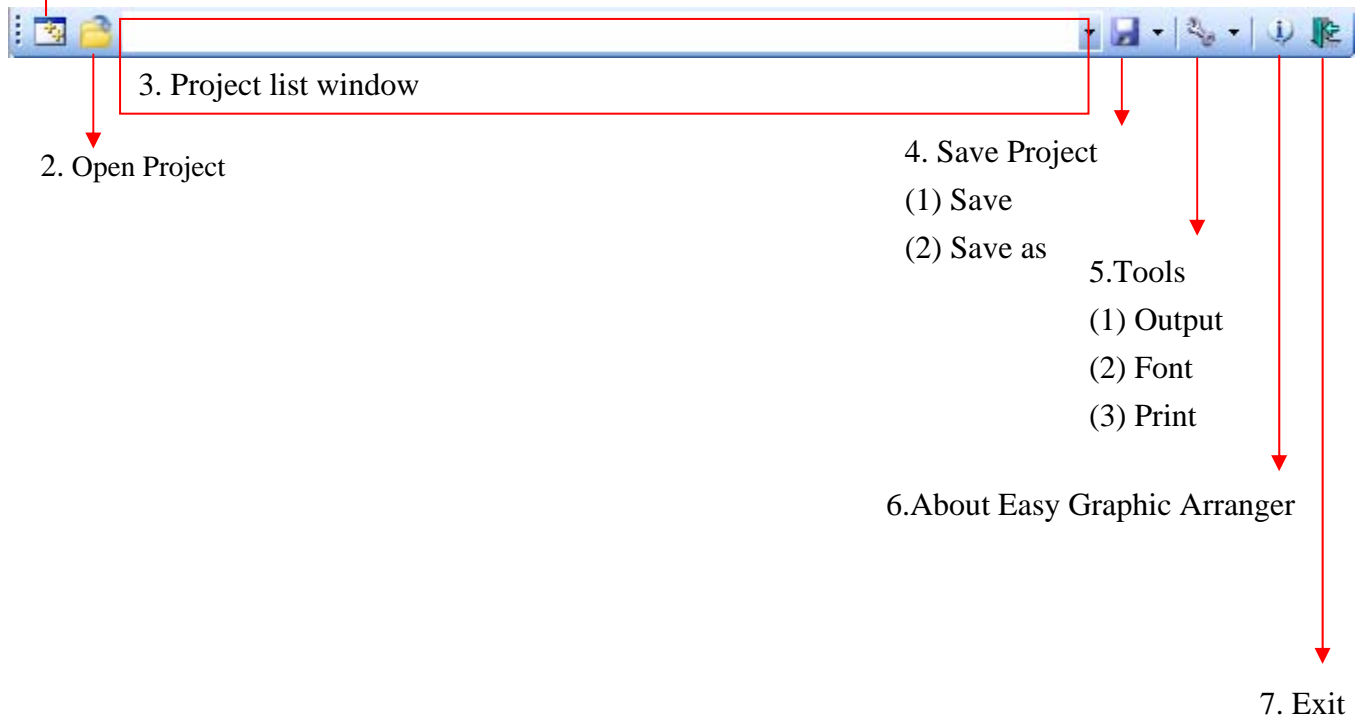 3. Project list window
2. Open Project
4. Save Project
(1) Save
(2) Save as
5.Tools
(1) Output
(2) Font
(3) Print
6.About Easy Graphic Arranger
7. Exit